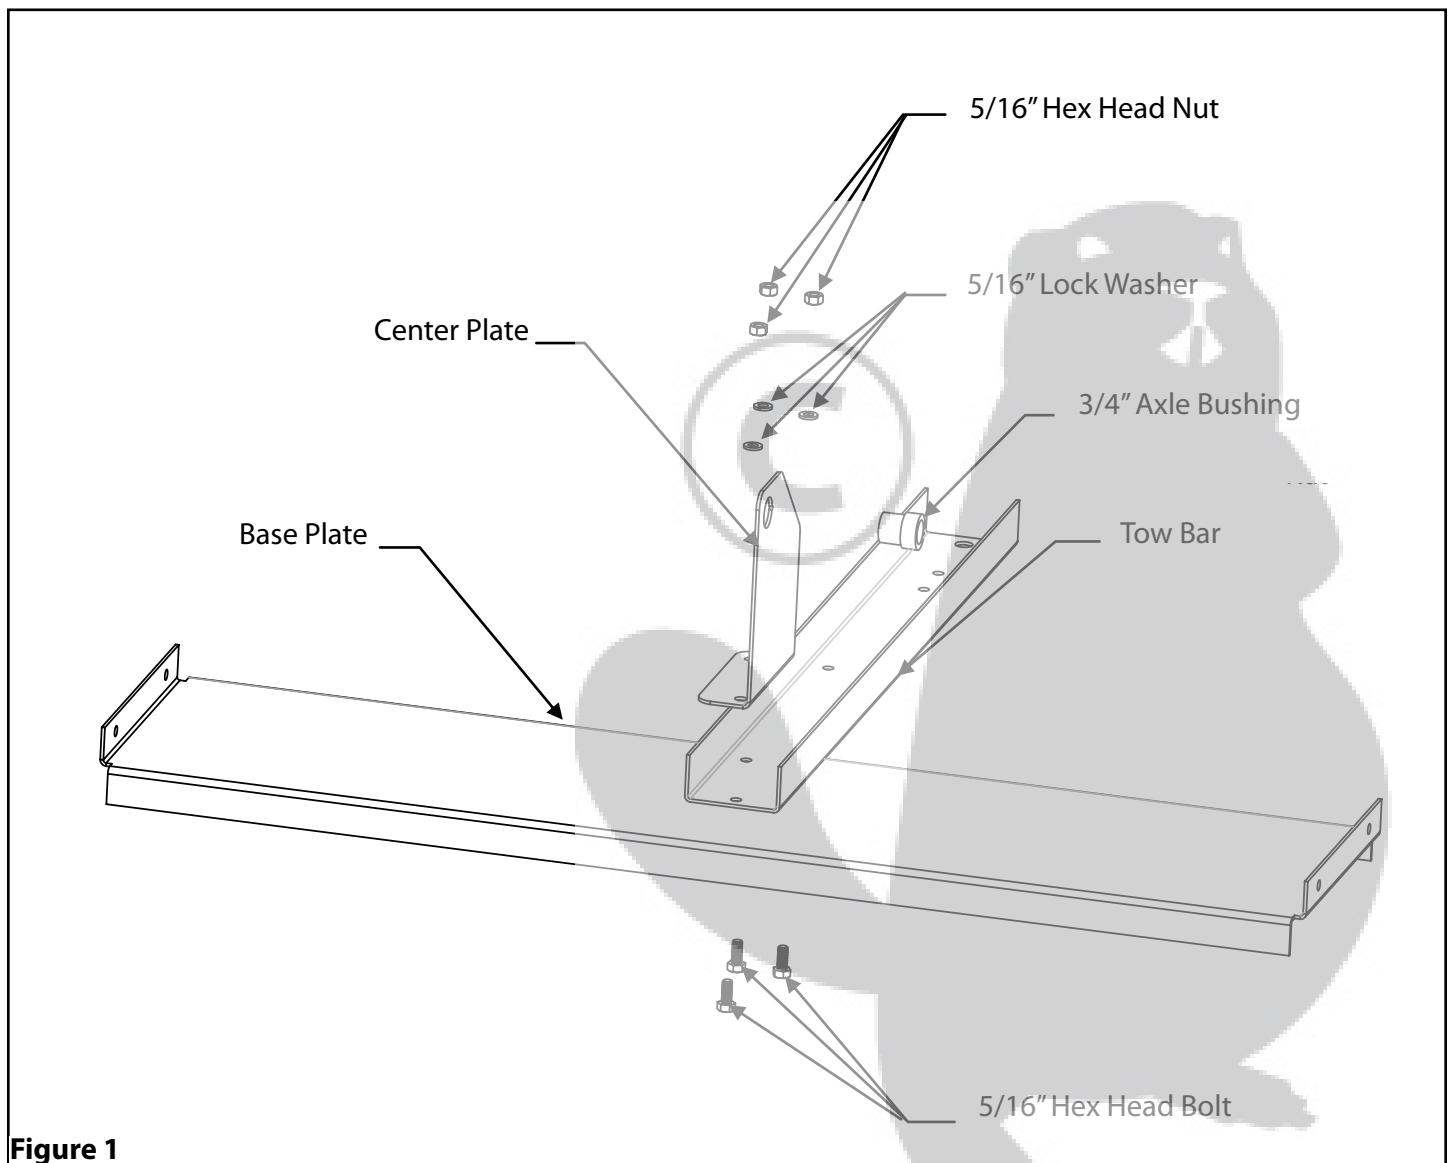 5/16” Hex Head Nut
5/16” Lock Washer
Center Plate
3/4” Axle Bushing
Base Plate
Tow Bar
5/16” Hex Head Bolt
Figure 1
C